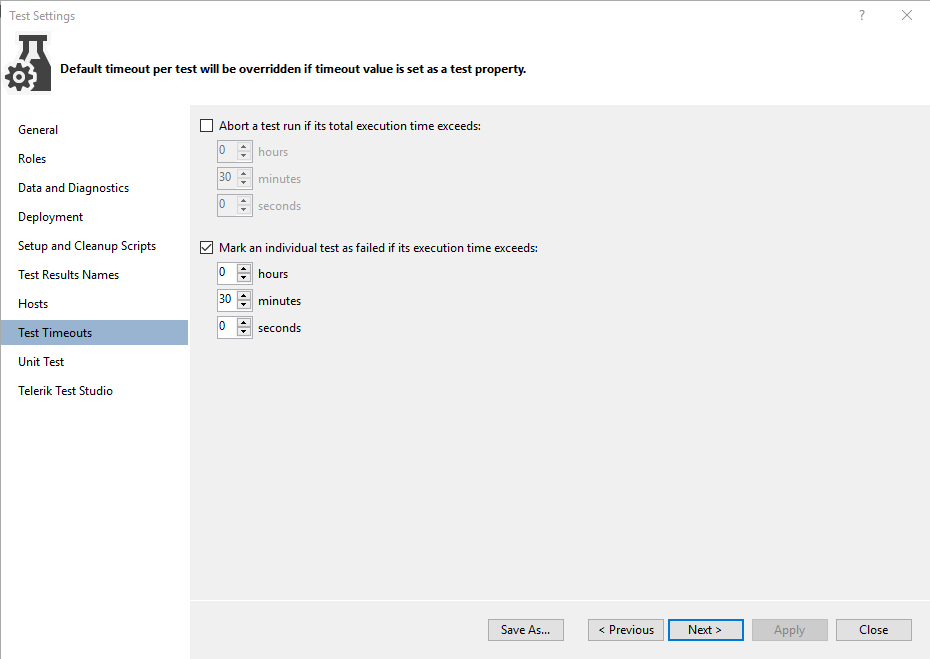 Test Settings
?
Default timeout per test will be overridden if timeout value is set as a test property.
General
Roles
Data and Diagnostics
Deployment
Setup and Cleanup Scripts
Test Results Names
Hosts
Test Timeouts
Unit Test
Telerik Test Studio
Abort a test run if its total execution time exceeds:
0 hours
30 minutes
0 seconds
Mark an individual test as failed if its execution time exceeds:
0 hours
30 minutes
0 seconds
Save As...
< Previous
Next >
Apply
Close